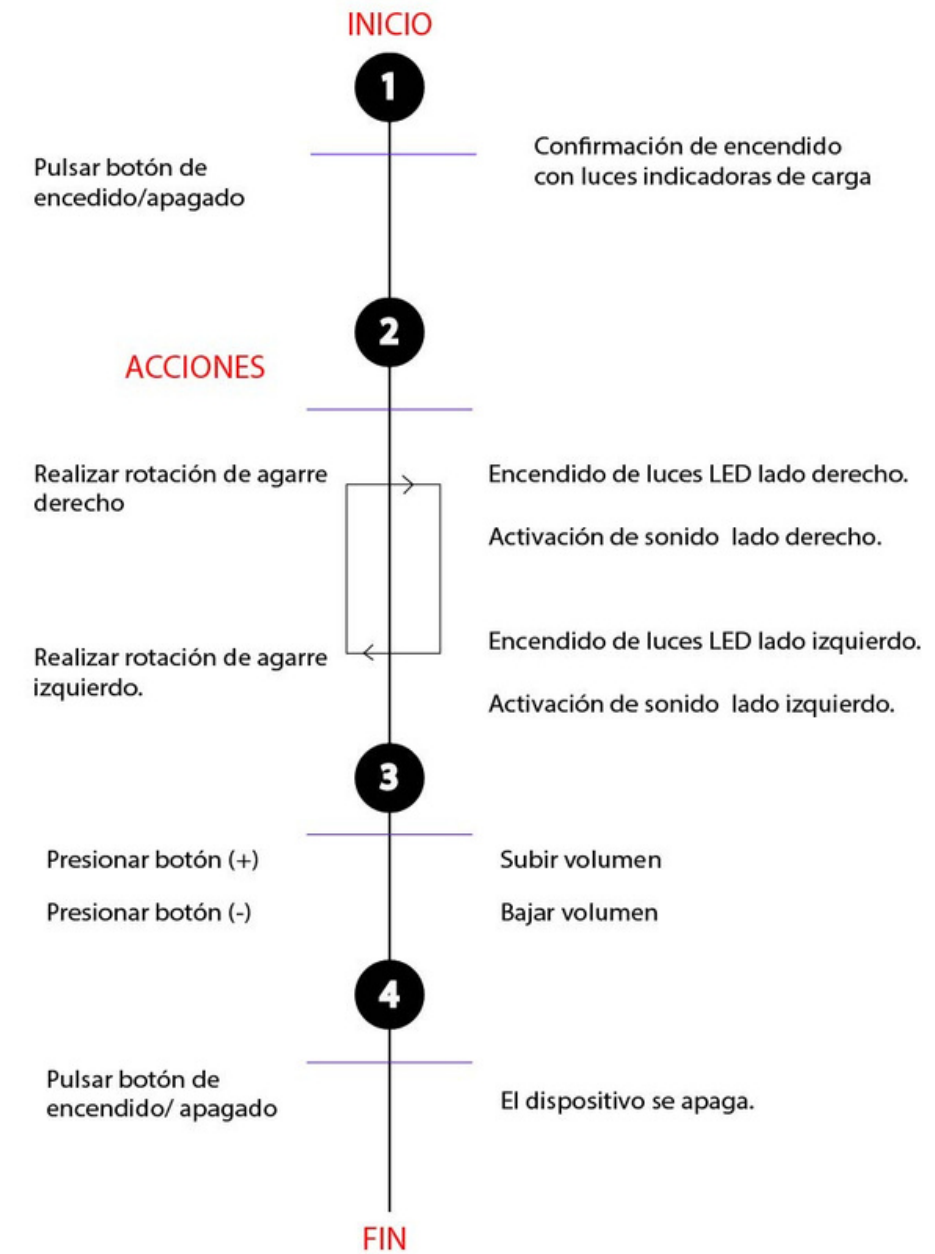 INICIO
1
Pulsar botón de
encedido/apagado
Confirmación de encendido
con luces indicadoras de carga
2
ACCIONES
Realizar rotación de agarre
derecho
Encendido de luces LED lado derecho.
Activación de sonido lado derecho.
Realizar rotación de agarre
izquierdo.
Encendido de luces LED lado izquierdo.
Activación de sonido lado izquierdo.
3
Presionar botón (+)
Subir volumen
Presionar botón (-)
Bajar volumen
4
Pulsar botón de
encendido/ apagado
El dispositivo se apaga.
FIN